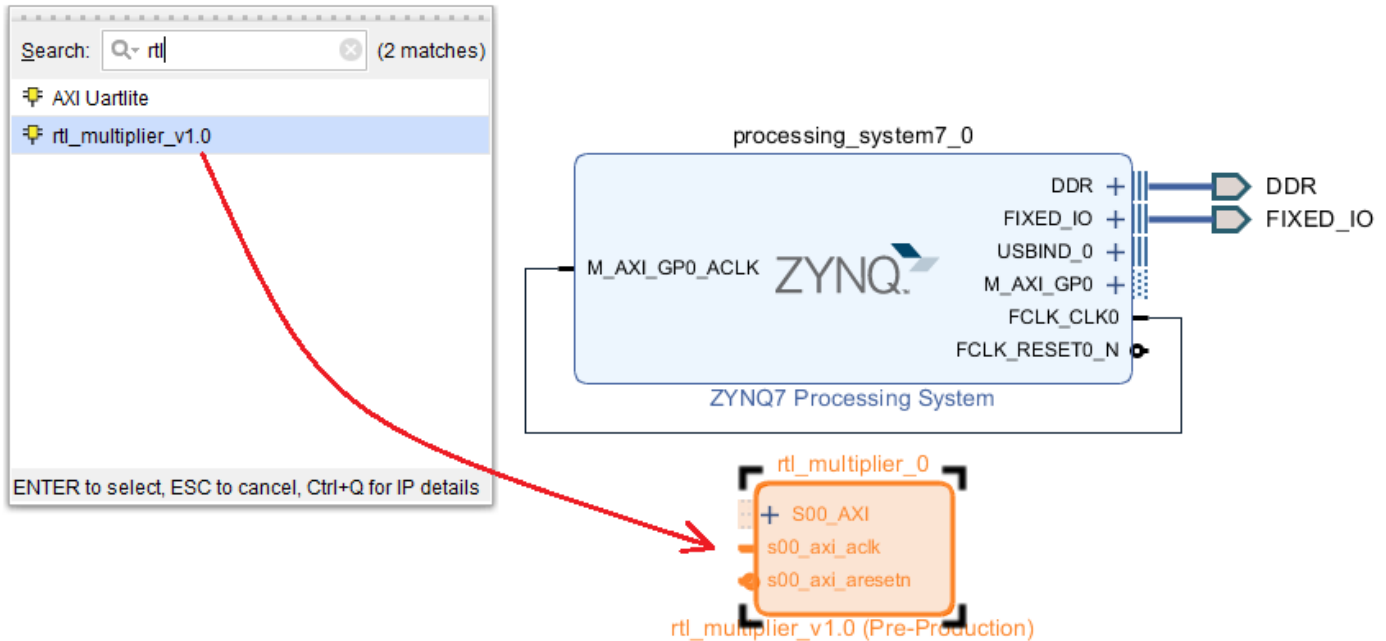 Search: rtl (2 matches)
AXI Uartlite
rtl_multiplier_v1.0
ENTER to select, ESC to cancel, Ctrl+Q for IP details
processing_system7_0
DDR
FIXED_IO
USBIND_0
M_AXI_GP0
FCLK_CLK0
FCLK_RESET0_N
M_AXI_GP0_ACLK
ZYNQ
ZYNQ7 Processing System
DDR
FIXED_IO
rtl_multiplier_0
S00_AXI
s00_axi_aclk
s00_axi_aresetn
rtl_multiplier_v1.0 (Pre-Production)